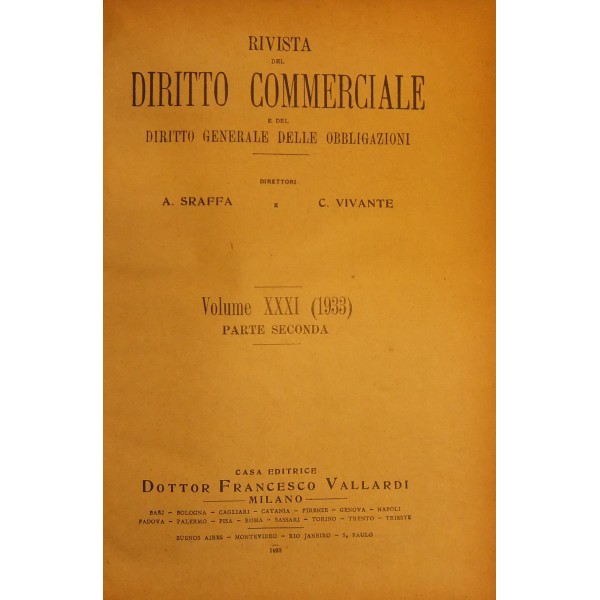 RIVISTA
DEL
DIRITTO COMMERCIALE
E DEL
DIRITTO GENERALE DELLE OBBLIGAZIONI
DIRETTORI
A. SRAFFA E C. VIVANTE
Volume XXXI (1933)
PARTE SECONDA
CASA EDITRICE
DOTTOR FRANCESCO VALLARDI
MILANO
BARI - BOLOGNA - CAGLIARI - CATANIA - FIRENZE - GENOVA - NAPOLI
PADOVA - PALERMO - PISA - ROMA - SASSARI - TORINO - TRENTO - TRIESTE
BUENOS AIRES - MONTEVIDEO - RIO JANEIRO - S. PAULO
1933